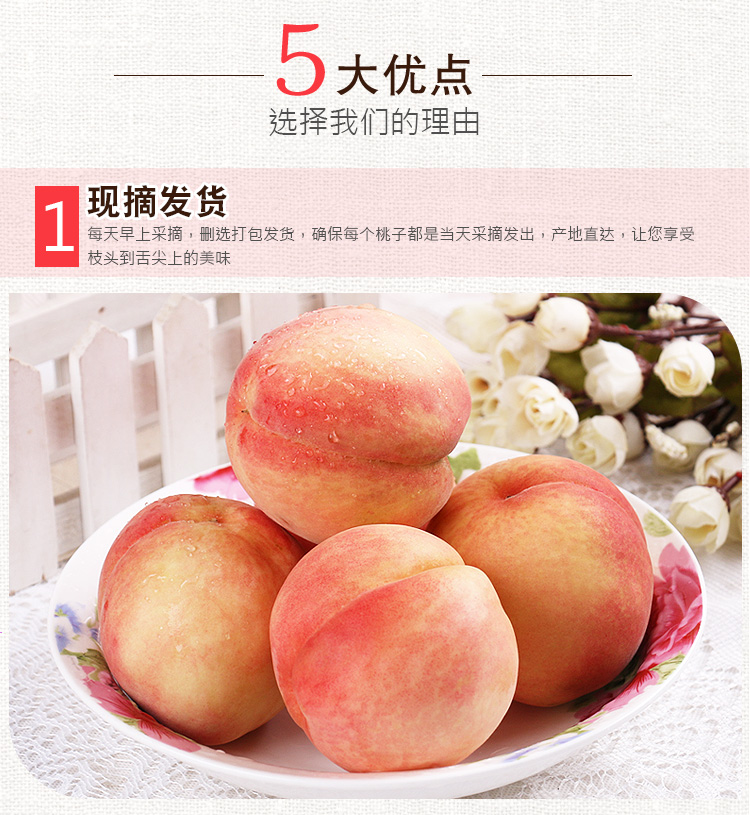 5大优点
選择我们的理由
1
现摘发货
每天早上采摘，删选打包发货，确保每个桃子都是当天采摘发出，产地直达，让您享受
枝头到舌尖上的美味